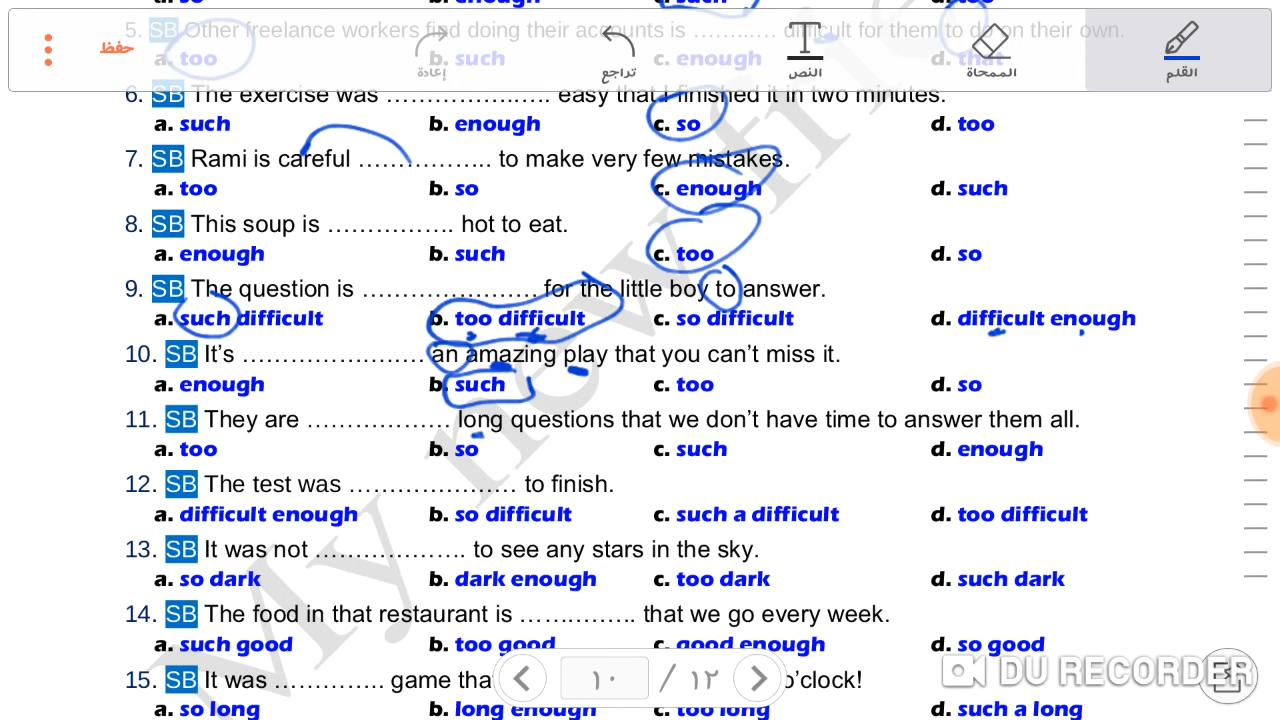 5. SB Other freelance workers find doing their accounts is ……..… difficult for them to do on their own.
a. too b. such c. enough d. that
حفظ إعادة تراجع النص الممحاة القلم
6. SB The exercise was ……………..….. easy that I finished it in two minutes.
a. such b. enough c. so d. too
7. SB Rami is careful ……………….. to make very few mistakes.
a. too b. so c. enough d. such
8. SB This soup is ……………. hot to eat.
a. enough b. such c. too d. so
9. SB The question is …………………… for the little boy to answer.
a. such difficult b. too difficult c. so difficult d. difficult enough
10. SB It’s ……………………. an amazing play that you can’t miss it.
a. enough b. such c. too d. so
11. SB They are ……………… long questions that we don’t have time to answer them all.
a. too b. so c. such d. enough
12. SB The test was ………………… to finish.
a. difficult enough b. so difficult c. such a difficult d. too difficult
13. SB It was not ………………. to see any stars in the sky.
a. so dark b. dark enough c. too dark d. such dark
14. SB The food in that restaurant is ….………. that we go every week.
a. such good b. too good c. good enough d. so good
15. SB It was ………….. game tha o’clock!
a. so long b. long enough c. too long d. such a long
١٠ / ١٢
DU RECORDER
My new frie